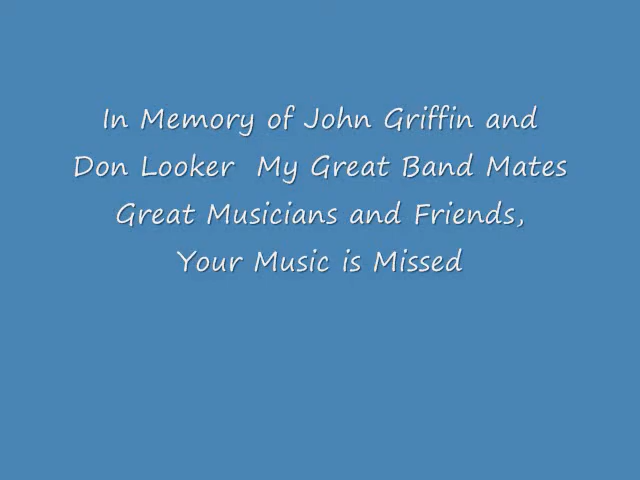 In Memory of John Griffin and
Don Looker  My Great Band Mates
Great Musicians and Friends,
Your Music is Missed